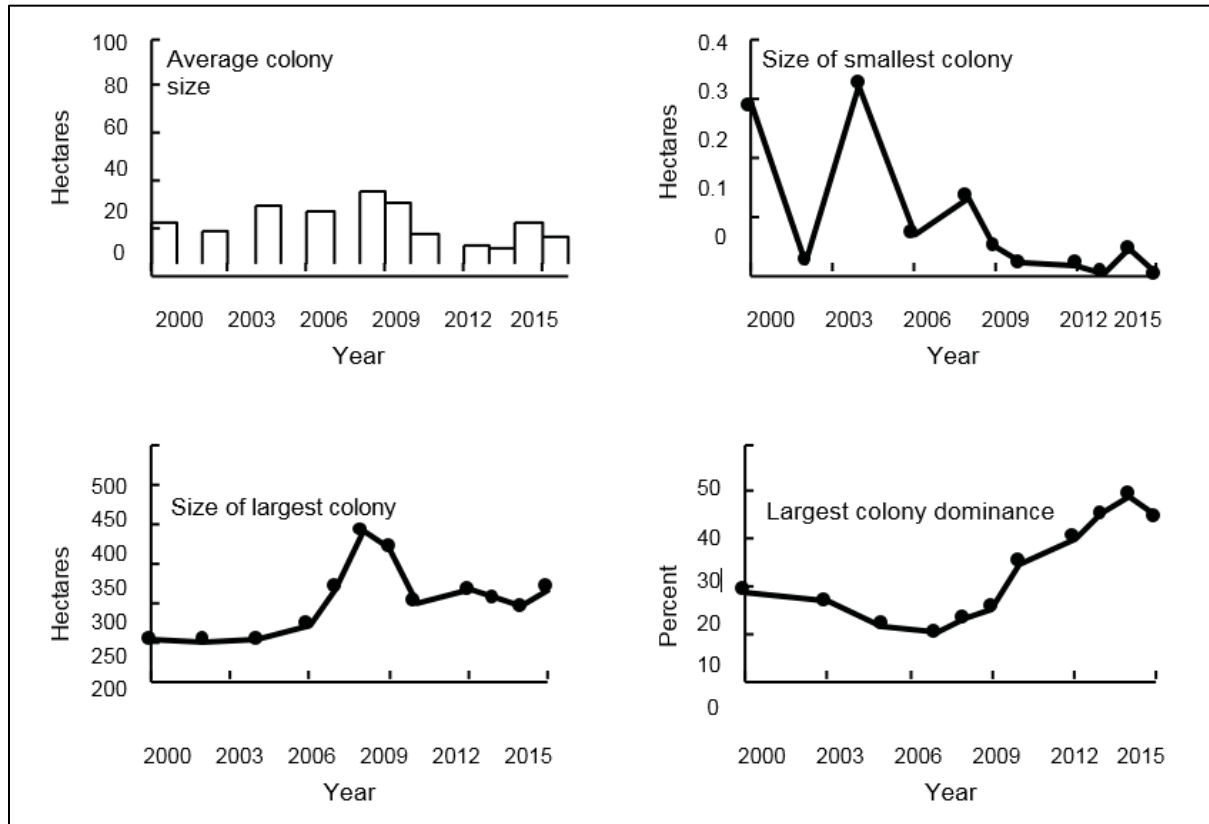 100
80
60
40
20
0
Hectares
Average colony
size
2000 2003 2006 2009 2012 2015
Year
0.4
0.3
0.2
0.1
0
Hectares
Size of smallest colony
2000 2003 2006 2009 2012 2015
Year
500
450
400
350
300
250
200
Hectares
Size of largest colony
2000 2003 2006 2009 2012 2015
Year
50
40
30
20
10
0
Percent
Largest colony dominance
2000 2003 2006 2009 2012 2015
Year